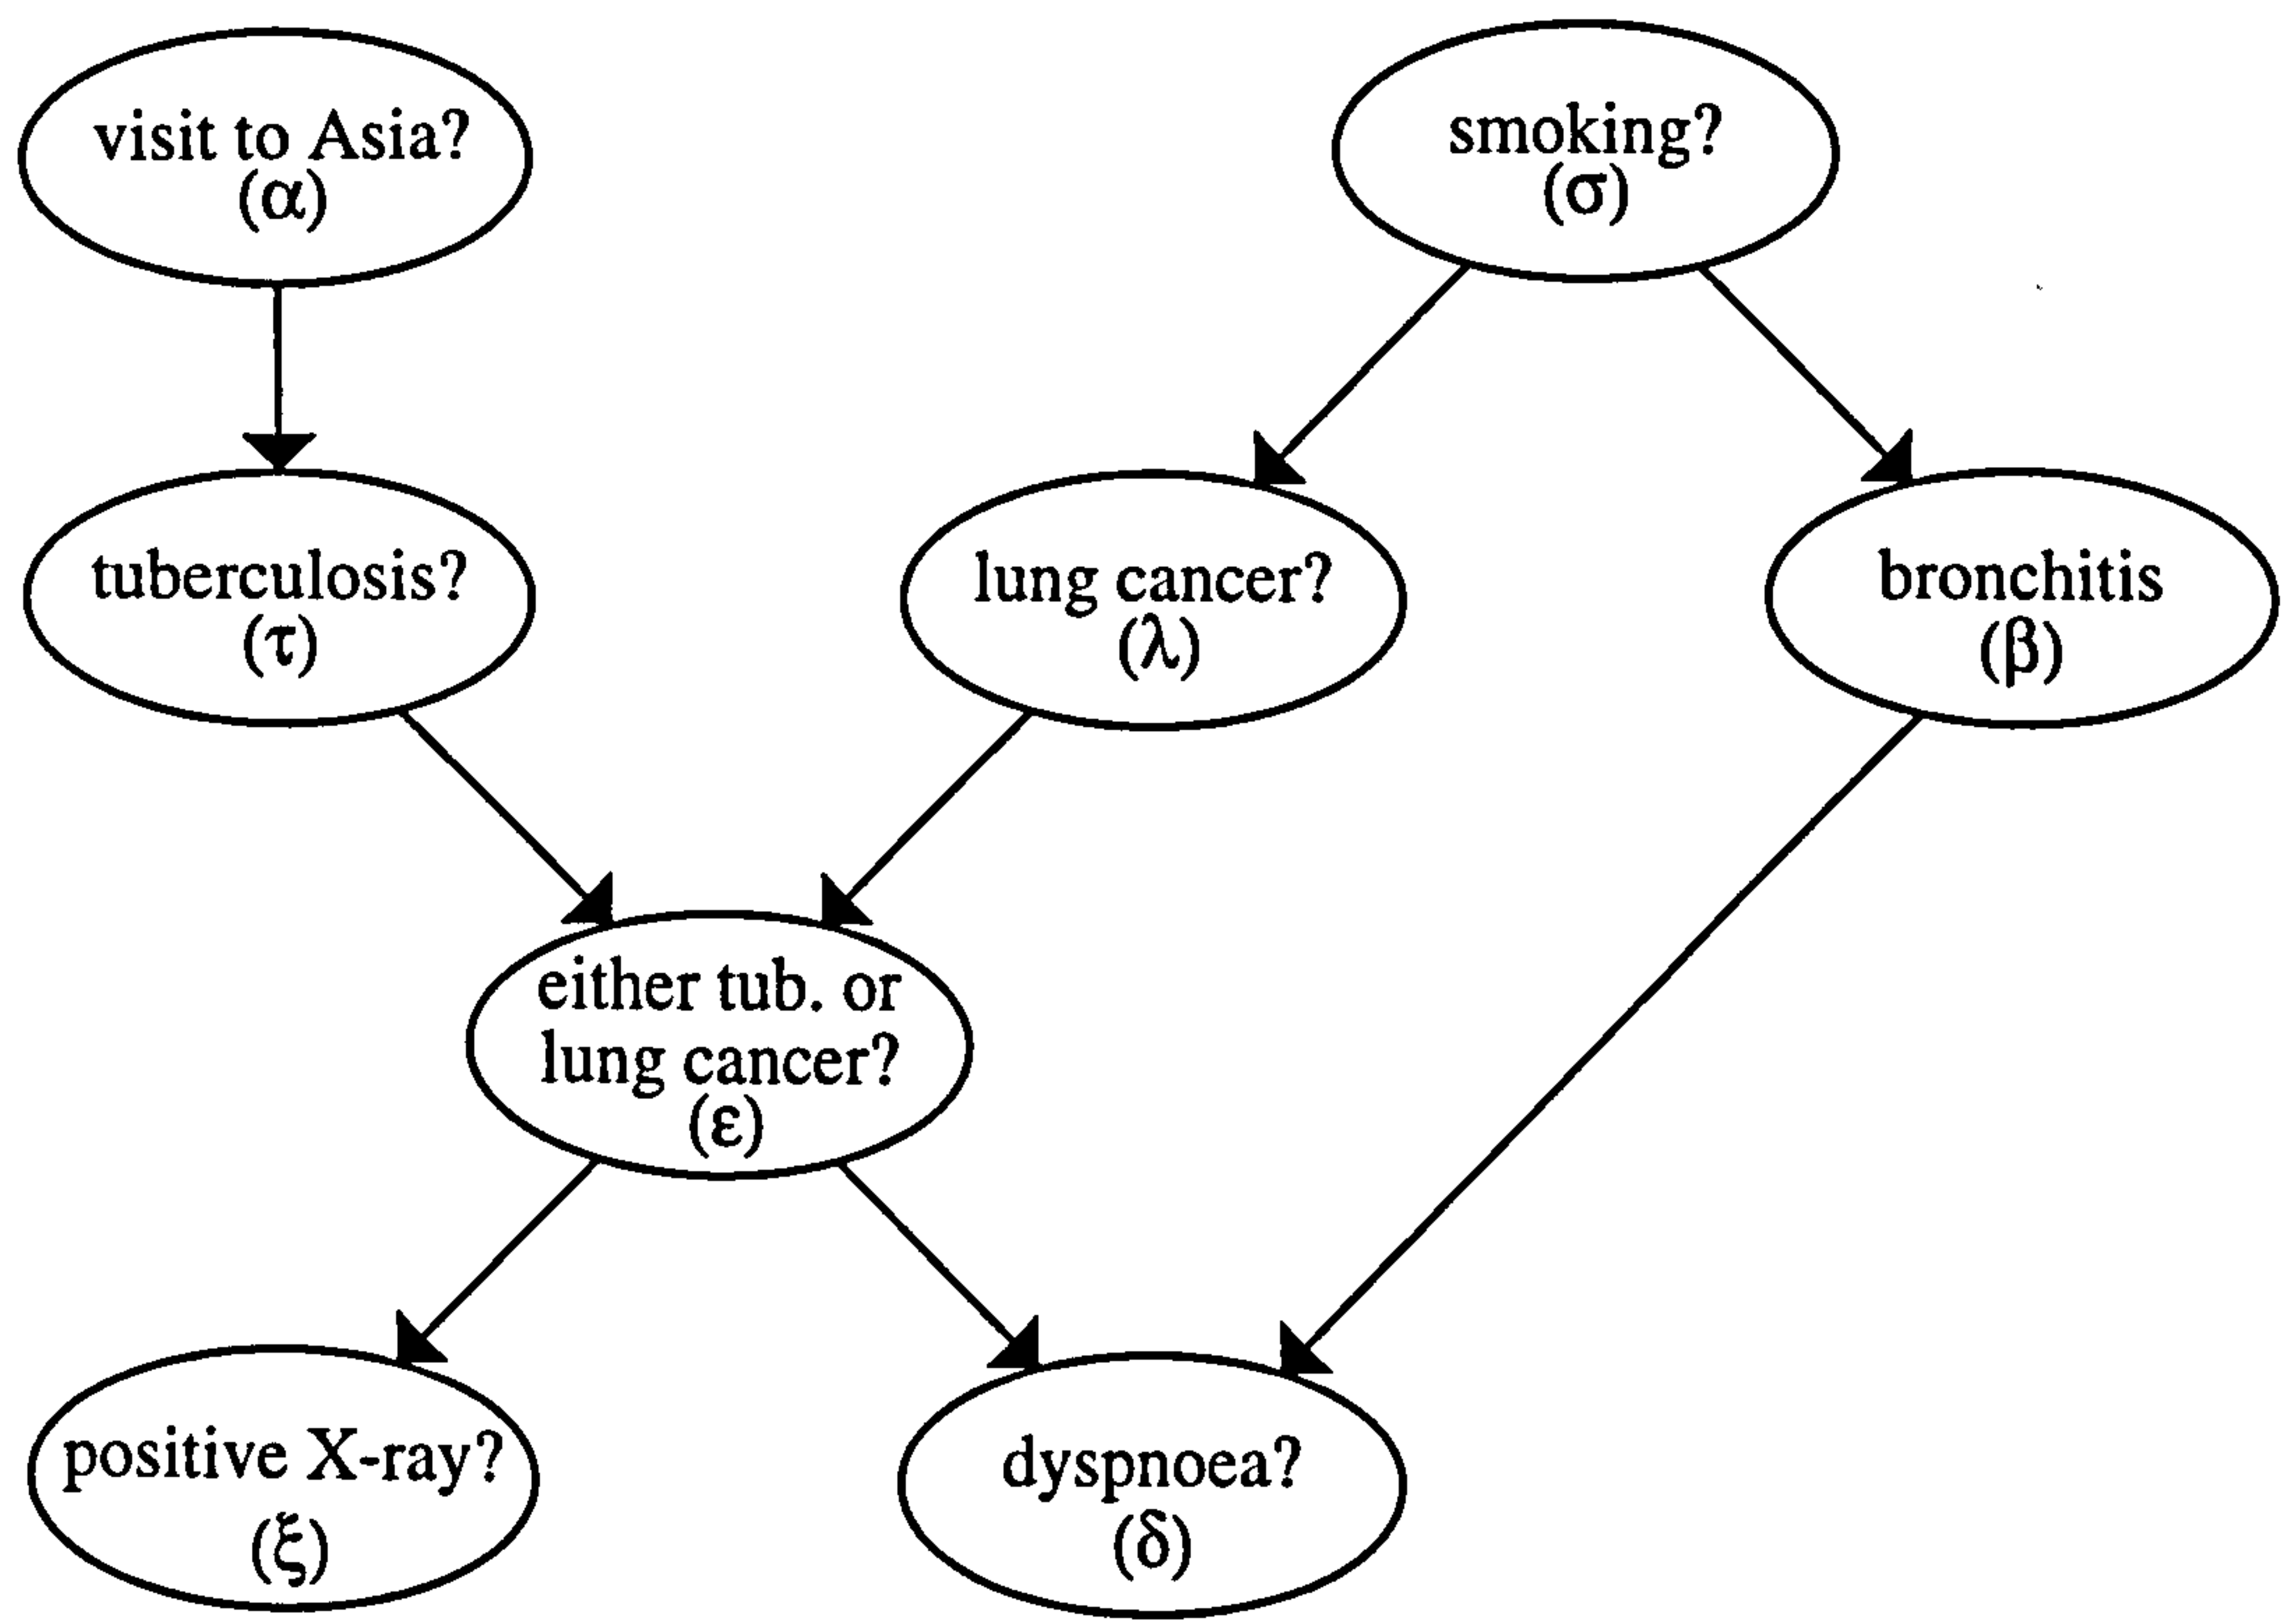 visit to Asia?
(α)
smoking?
(σ)
tuberculosis?
(τ)
lung cancer?
(λ)
bronchitis
(β)
either tub. or
lung cancer?
(ε)
positive X-ray?
(ξ)
dyspnoea?
(δ)